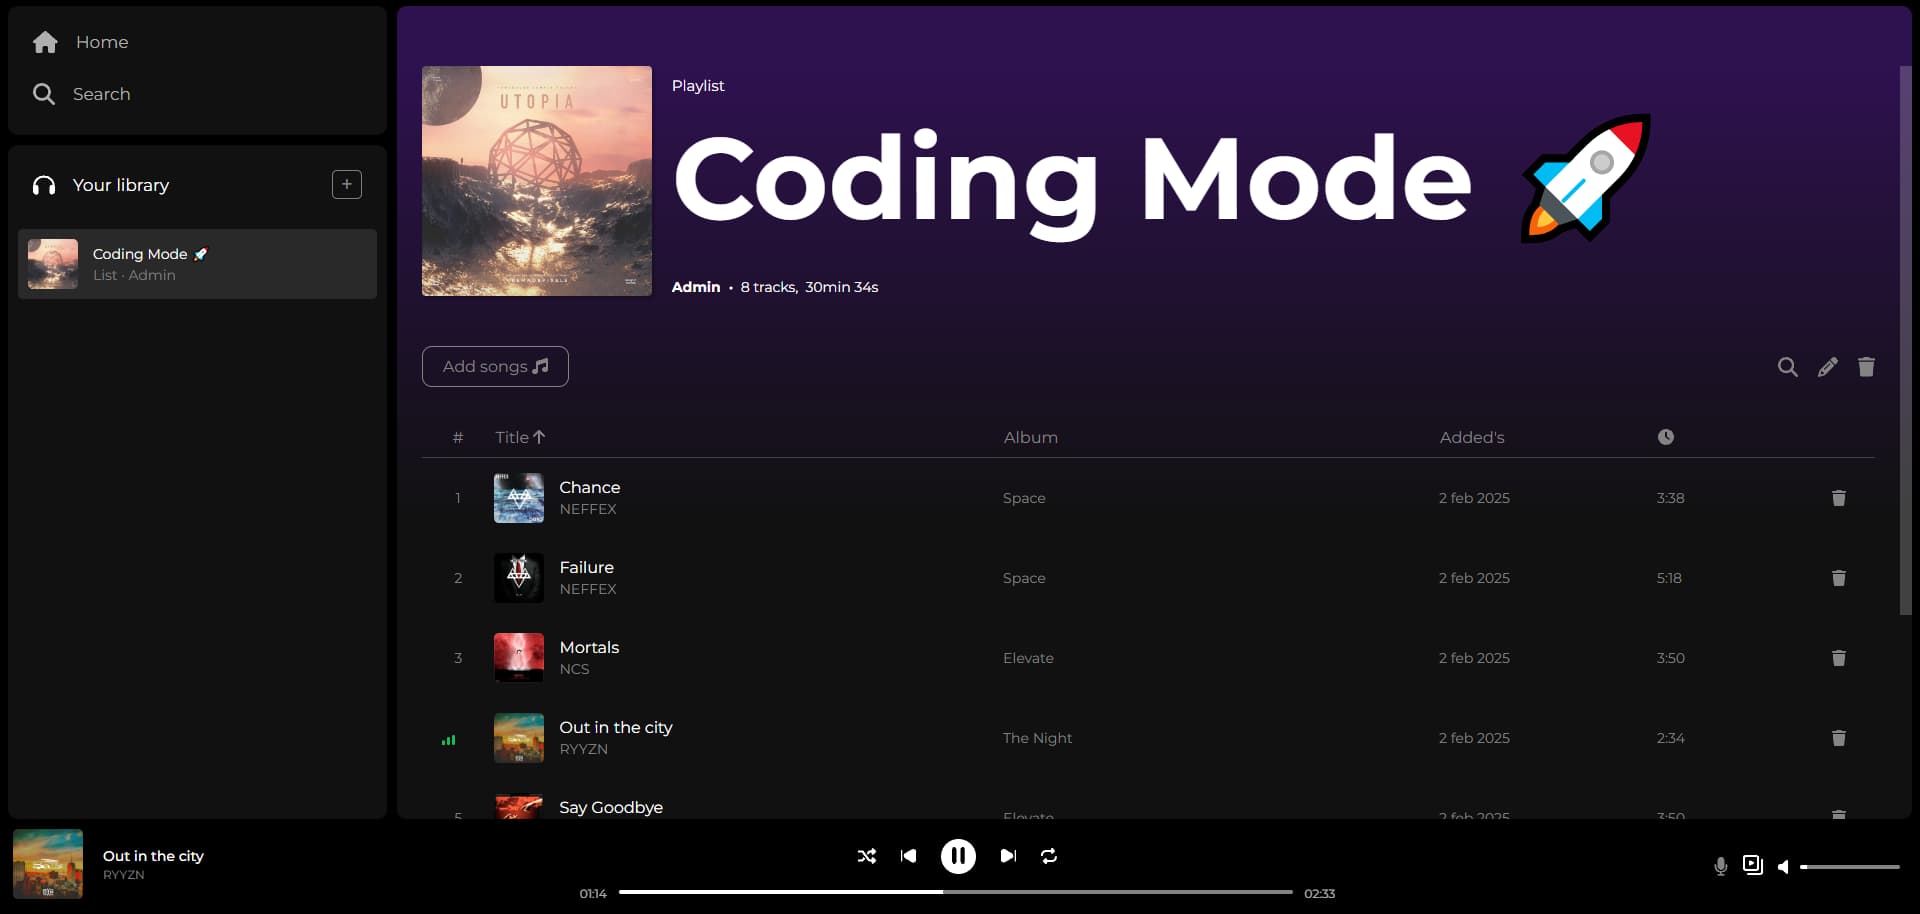 Home
Search
Your library
+
Coding Mode 🚀
List · Admin
UTOPIA
Playlist
Coding Mode 🚀
Admin • 8 tracks, 30min 34s
Add songs
# Title Album Added's
1 Chance Space 2 feb 2025 3:38
NEFFEX
2 Failure Space 2 feb 2025 5:18
NEFFEX
3 Mortals Elevate 2 feb 2025 3:50
NCS
Out in the city The Night 2 feb 2025 2:34
RYYZN
5 Say Goodbye Elevate 2 feb 2025 3:50
Out in the city
RYYZN
01:14 02:33